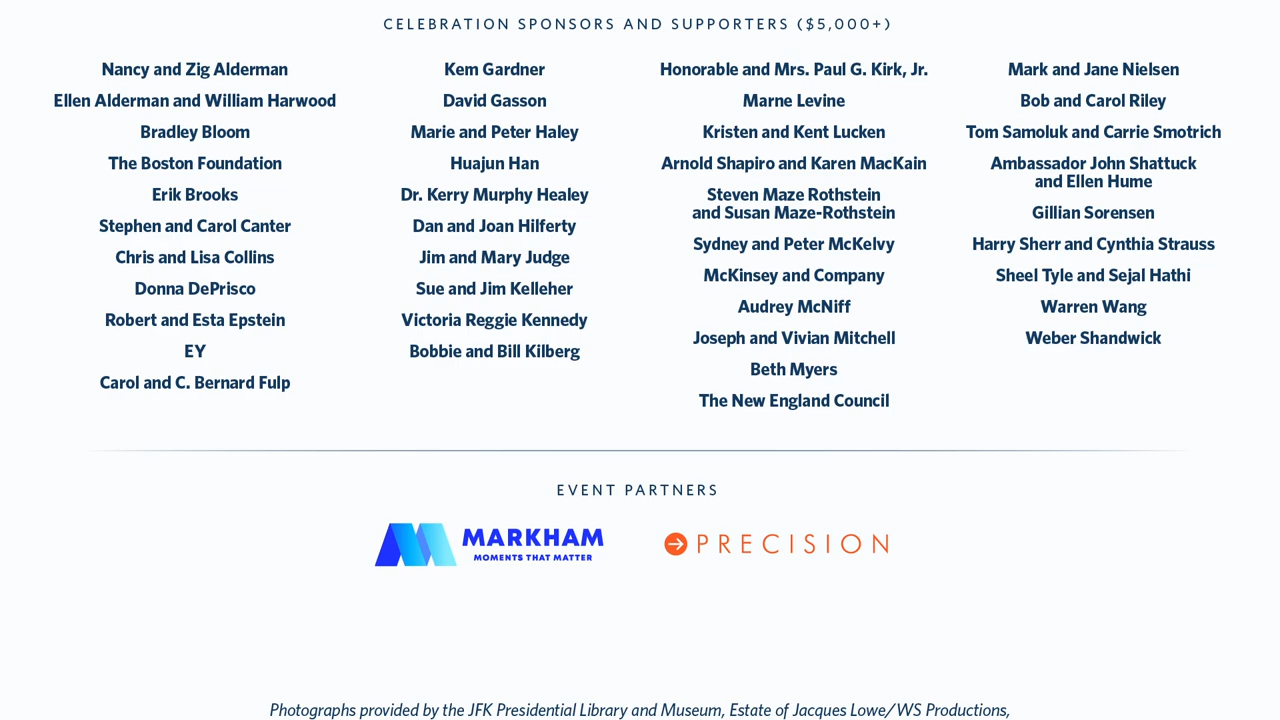 CELEBRATION SPONSORS AND SUPPORTERS ($5,000+)
Nancy and Zig Alderman
Ellen Alderman and William Harwood
Bradley Bloom
The Boston Foundation
Erik Brooks
Stephen and Carol Canter
Chris and Lisa Collins
Donna DePrisco
Robert and Esta Epstein
EY
Carol and C. Bernard Fulp
Kem Gardner
David Gasson
Marie and Peter Haley
Huajun Han
Dr. Kerry Murphy Healey
Dan and Joan Hilferty
Jim and Mary Judge
Sue and Jim Kelleher
Victoria Reggie Kennedy
Bobbie and Bill Kilberg
Honorable and Mrs. Paul G. Kirk, Jr.
Marne Levine
Kristen and Kent Lucken
Arnold Shapiro and Karen MacKain
Steven Maze Rothstein
and Susan Maze-Rothstein
Sydney and Peter McKelvy
McKinsey and Company
Audrey McNiff
Joseph and Vivian Mitchell
Beth Myers
The New England Council
Mark and Jane Nielsen
Bob and Carol Riley
Tom Samoluk and Carrie Smotrich
Ambassador John Shattuck
and Ellen Hume
Gillian Sorensen
Harry Sherr and Cynthia Strauss
Sheel Tyle and Sejal Hathi
Warren Wang
Weber Shandwick
EVENT PARTNERS
MARKHAM
MOMENTS THAT MATTER
PRECISION
Photographs provided by the JFK Presidential Library and Museum, Estate of Jacques Lowe/WS Productions,